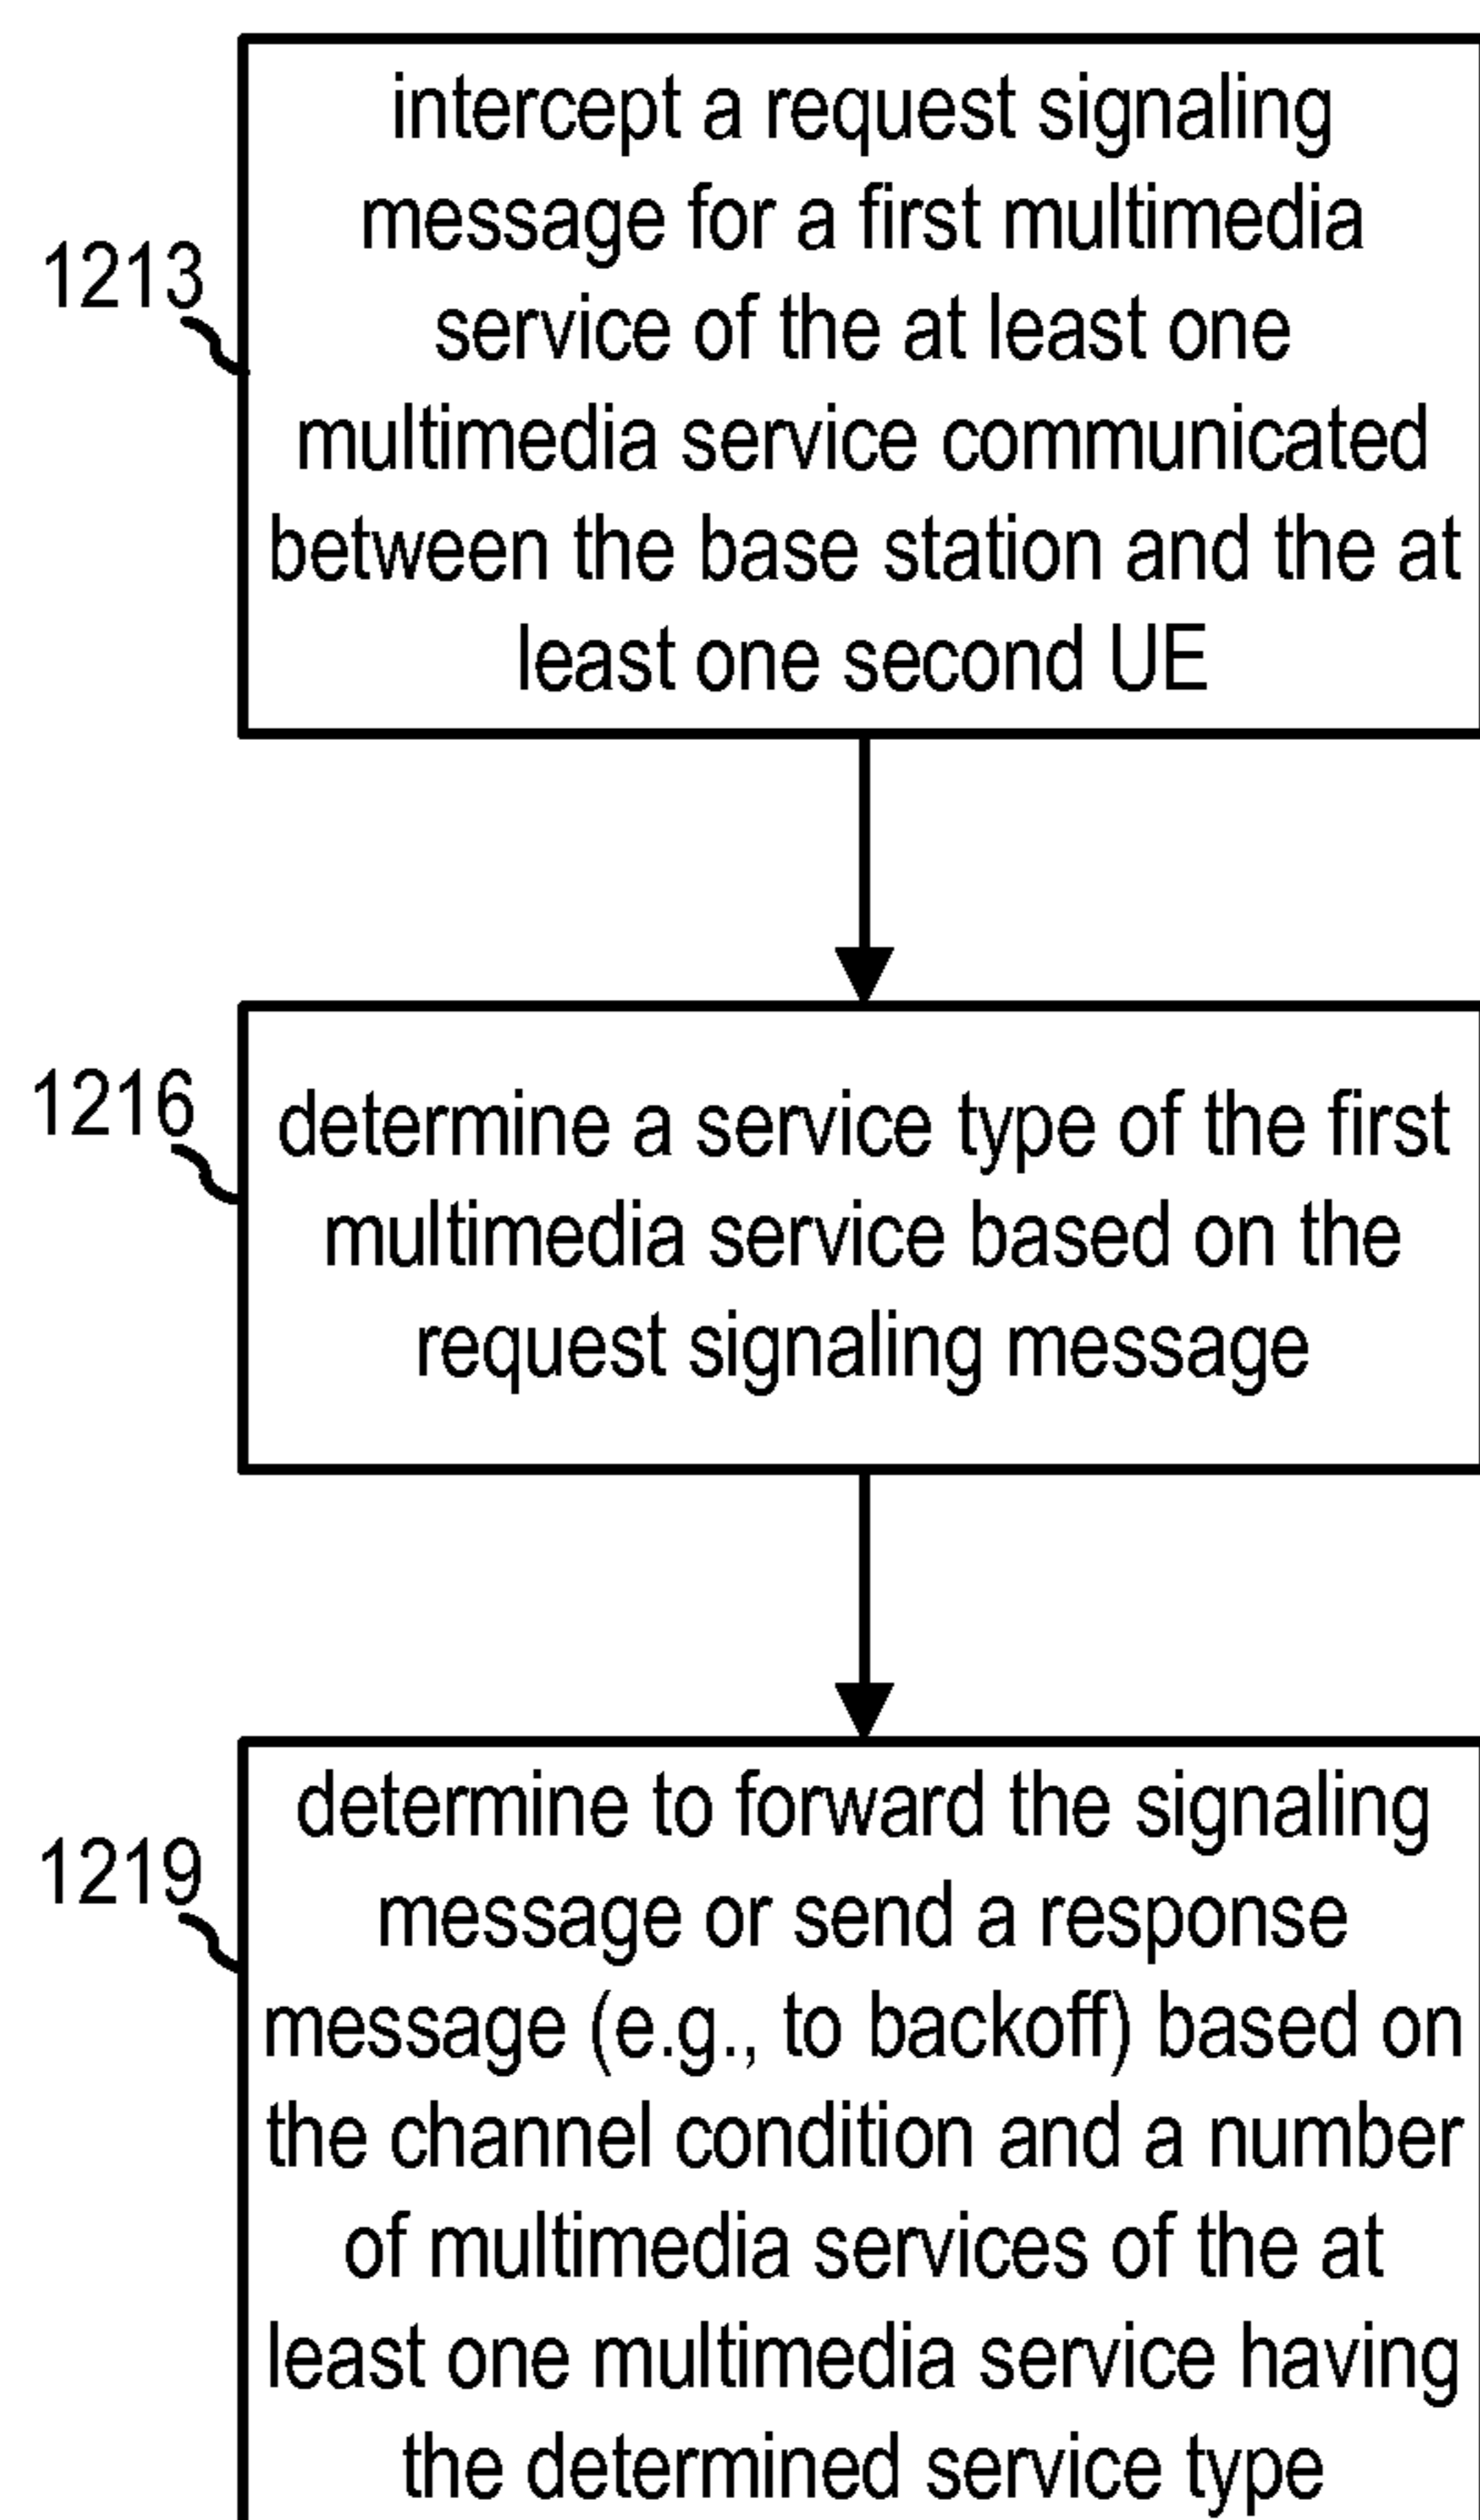 intercept a request signaling
message for a first multimedia
1213
service of the at least one
multimedia service communicated
between the base station and the at
least one second UE
1216
determine a service type of the first
multimedia service based on the
request signaling message
determine to forward the signaling
1219
message or send a response
message (e.g., to backoff) based on
the channel condition and a number
of multimedia services of the at
least one multimedia service having
the determined service type